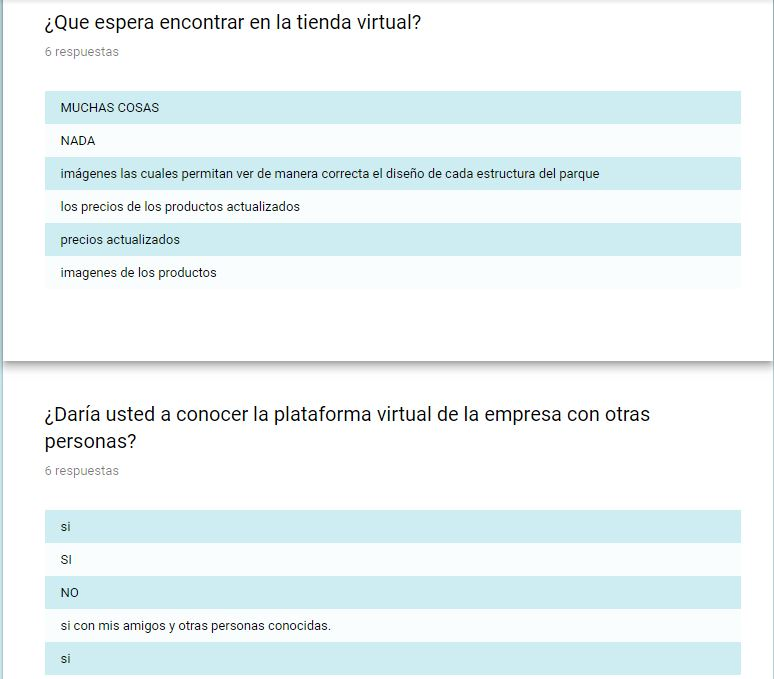 ¿Que espera encontrar en la tienda virtual?
6 respuestas
MUCHAS COSAS
NADA
imágenes las cuales permitan ver de manera correcta el diseño de cada estructura del parque
los precios de los productos actualizados
precios actualizados
imagenes de los productos
¿Daría usted a conocer la plataforma virtual de la empresa con otras
personas?
6 respuestas
si
SI
NO
si con mis amigos y otras personas conocidas.
si